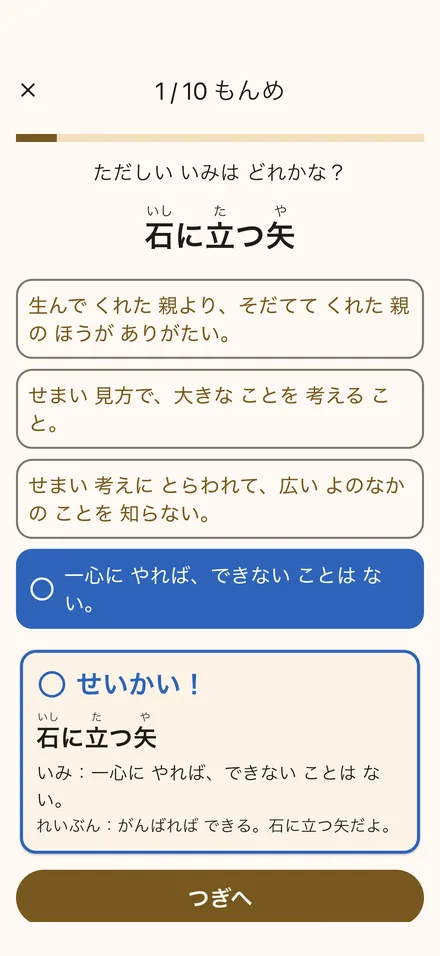 × 1/10 もんめ
ただしい いみは どれかな？
いし た や
石に立つ矢
生んで くれた 親より、そだてて くれた 親
の ほうが ありがたい。
せまい 見方で、大きな ことを 考える こ
と。
せまい 考えに とらわれて、広い よのなか
の ことを 知らない。
一心に やれば、できない ことは な
い。
せいかい！
いし た や
石に立つ矢
いみ：一心に やれば、できない ことは な
い。
れいぶん：がんばれば できる。石に立つ矢だよ。
つぎへ